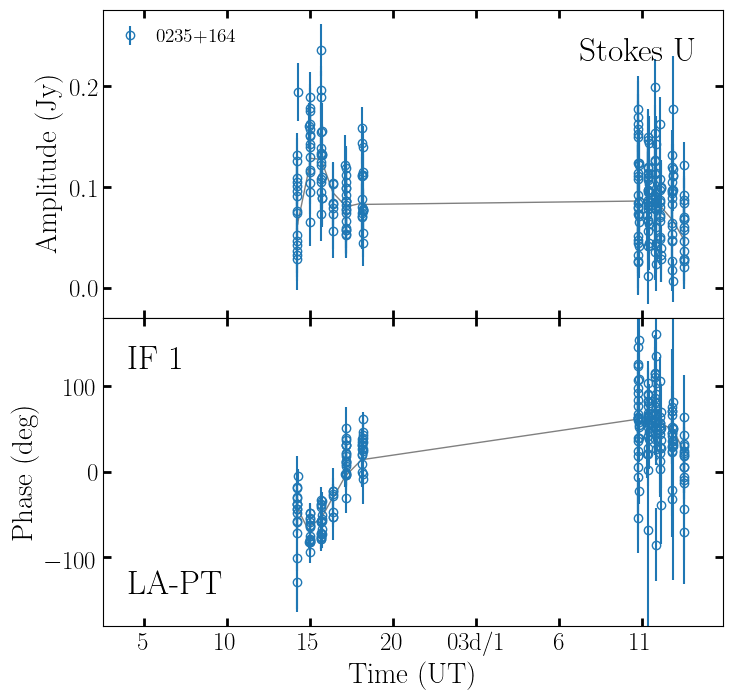 0235+164
Stokes U
0.2
0.1
0.0
Amplitude (Jy)
IF 1
100
0
−100
Phase (deg)
LA-PT
5 10 15 20 03d/1 6 11
Time (UT)